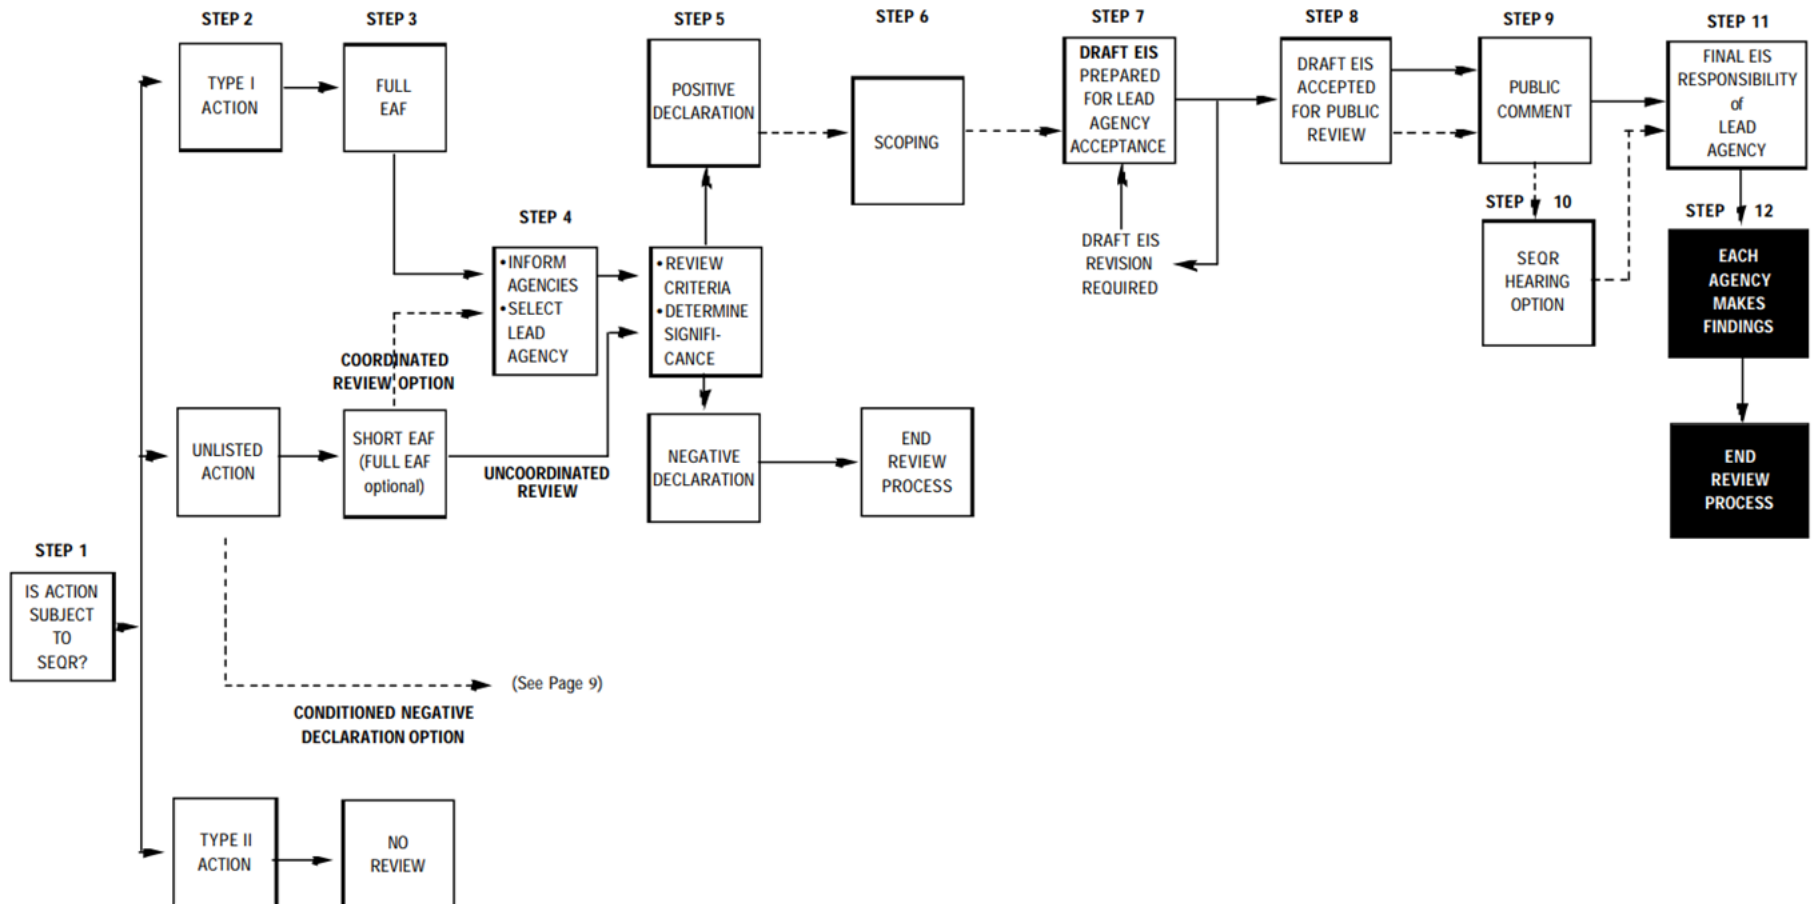 STEP 2
STEP 3
STEP 5
STEP 6
STEP 7
STEP 8
STEP 9
STEP 11
TYPE I
ACTION
FULL
EAF
POSITIVE
DECLARATION
SCOPING
DRAFT EIS
PREPARED
FOR LEAD
AGENCY
ACCEPTANCE
DRAFT EIS
ACCEPTED
FOR PUBLIC
REVIEW
PUBLIC
COMMENT
FINAL EIS
RESPONSIBILITY
of
LEAD
AGENCY
STEP 4
•INFORM
AGENCIES
•SELECT
LEAD
AGENCY
• REVIEW
CRITERIA
•DETERMINE
SIGNIFI-
CANCE
DRAFT EIS
REVISION
REQUIRED
STEP 10
SEQR
HEARING
OPTION
STEP 12
EACH
AGENCY
MAKES
FINDINGS
COORDINATED
REVIEW OPTION
UNLISTED
ACTION
SHORT EAF
(FULL EAF
optional)
UNCOORDINATED
REVIEW
NEGATIVE
DECLARATION
END
REVIEW
PROCESS
END
REVIEW
PROCESS
STEP 1
IS ACTION
SUBJECT
TO
SEQR?
(See Page 9)
CONDITIONED NEGATIVE
DECLARATION OPTION
TYPE II
ACTION
NO
REVIEW